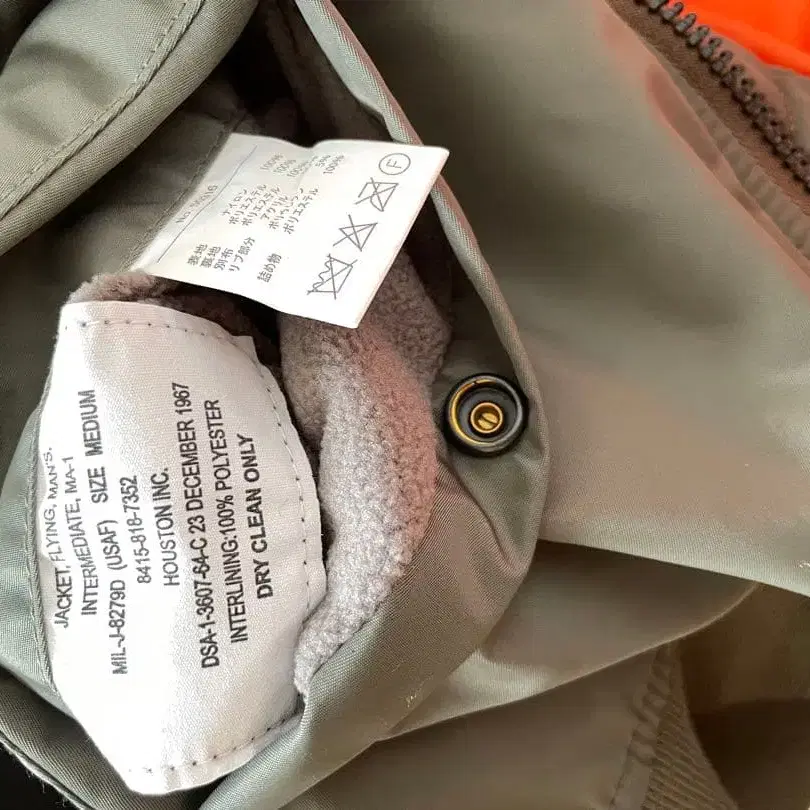 JACKET, FLYING, MAN'S.
INTERMEDIATE, MA-1
MIL-J-8279D (USAF) SIZE MEDIUM
8415-818-7352
HOUSTON INC.
DSA-1-3607-64-C 23 DECEMBER 1967
INTERLINING:100% POLYESTER
DRY CLEAN ONLY
表地 ナイロン 100%
裏地 ポリエステル 100%
別布 ポリエステル
リブ部分 アクリル
ポリウレタン 5%
詰め物 ポリエステル 100%
F